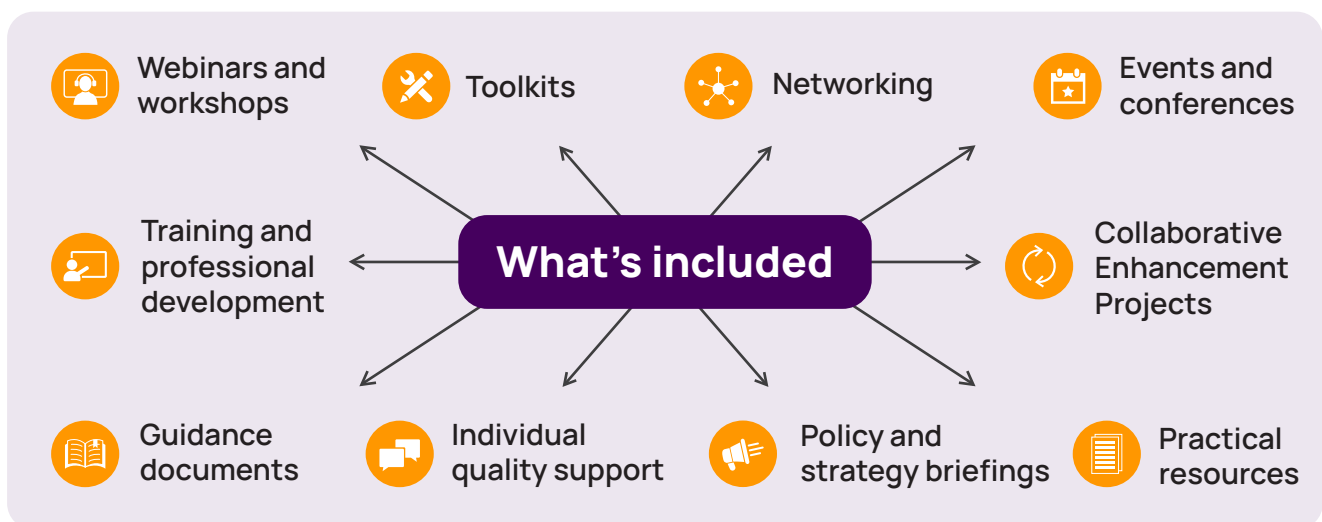 Webinars and
workshops
Toolkits
Networking
Events and
conferences
Training and
professional
development
What's included
Collaborative
Enhancement
Projects
Guidance
documents
Individual
quality support
Policy and
strategy briefings
Practical
resources